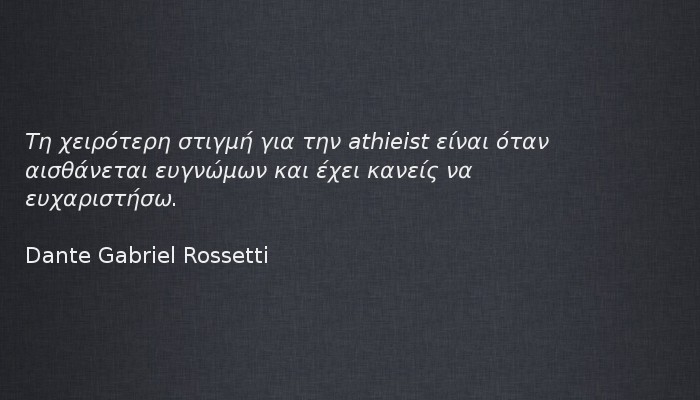 Τη χειρότερη στιγμή για την athieist είναι όταν
αισθάνεται ευγνώμων και έχει κανείς να
ευχαριστήσω.
Dante Gabriel Rossetti